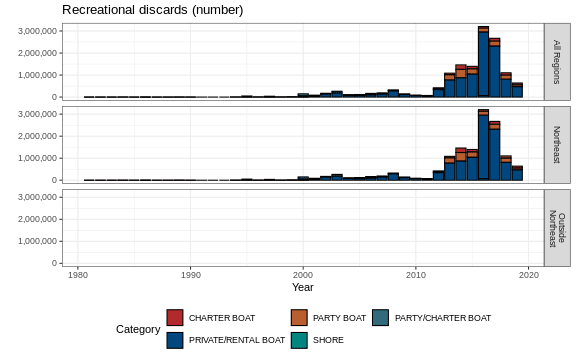 Recreational discards (number)
3,000,000
2,000,000
1,000,000
0
All Regions
3,000,000
2,000,000
1,000,000
0
Northeast
3,000,000
2,000,000
1,000,000
0
Outside
Northeast
1980 1990 2000 2010 2020
Year
Category
CHARTER BOAT PARTY BOAT PARTY/CHARTER BOAT
PRIVATE/RENTAL BOAT SHORE